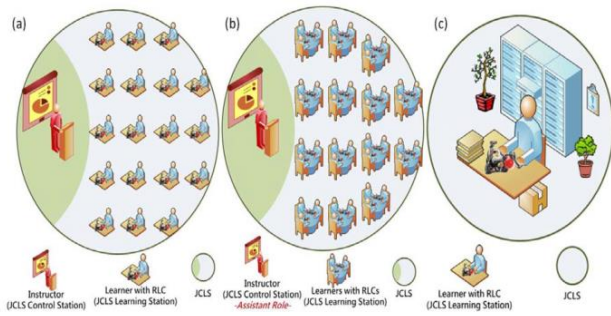 (a)
(b)
(c)
Instructor
(JCLS Control Station)
Learner with RLC
(JCLS Learning Station)
JCLS
Instructor
(JCLS Control Station)
-Assistant Role-
Learners with RLCs
(JCLS Learning Station)
JCLS
Learner with RLC
(JCLS Learning Station)
JCLS